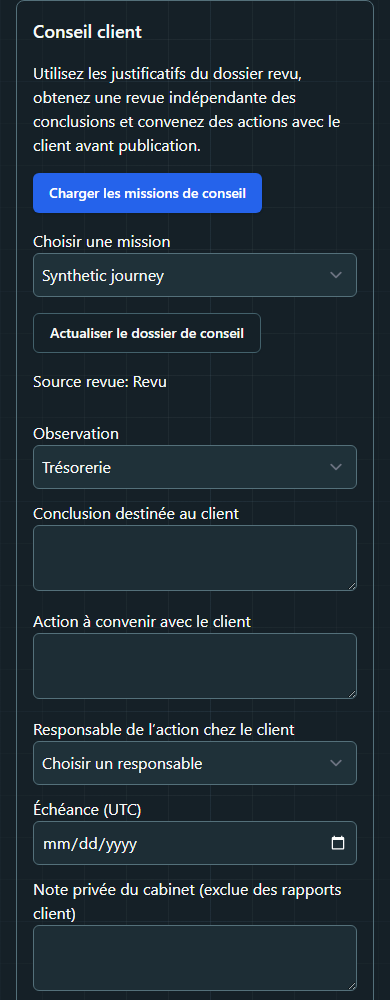 Conseil client
Utilisez les justificatifs du dossier revu,
obtenez une revue indépendante des
conclusions et convenez des actions avec le
client avant publication.
Charger les missions de conseil
Choisir une mission
Synthetic journey
Actualiser le dossier de conseil
Source revue: Revu
Observation
Trésorerie
Conclusion destinée au client
Action à convenir avec le client
Responsable de l’action chez le client
Choisir un responsable
Échéance (UTC)
mm/dd/yyyy
Note privée du cabinet (exclue des rapports
client)